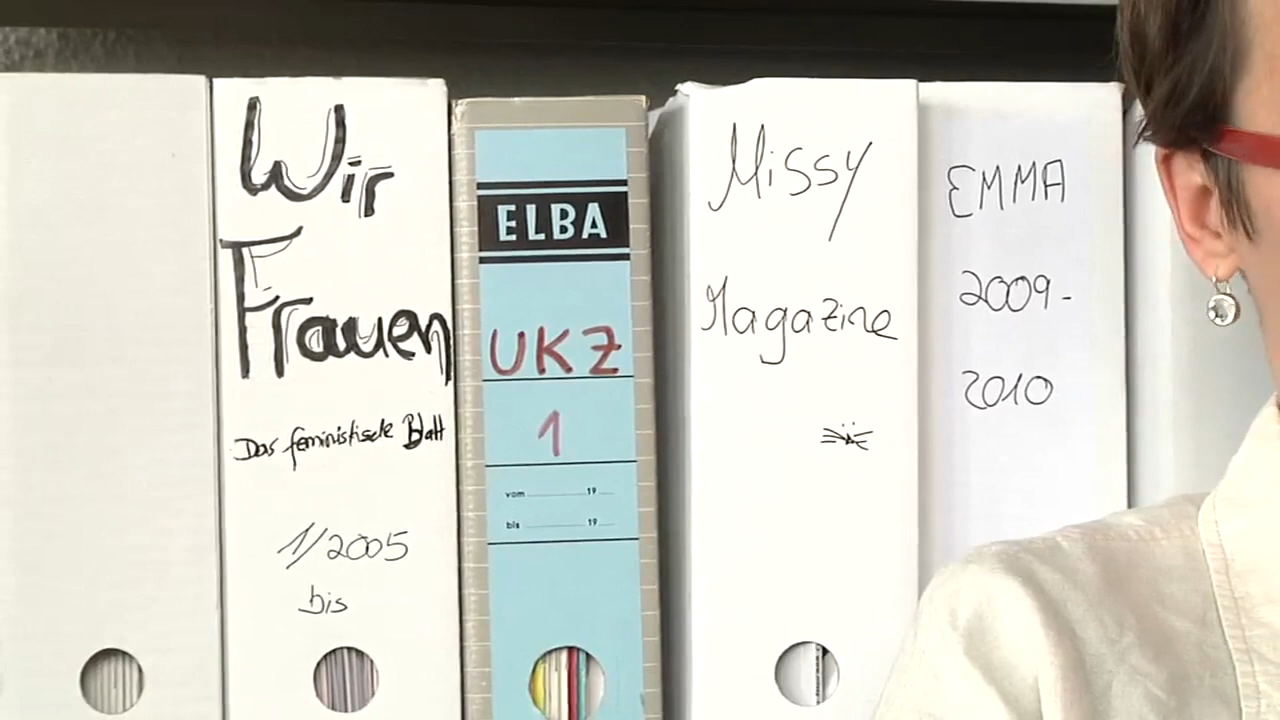 Wir
Frauen
Das feministische Blatt
1/2005
bis
ELBA
UKZ
1
vom 19
bis 19
Missy
Magazine
EMMA
2009-
2010